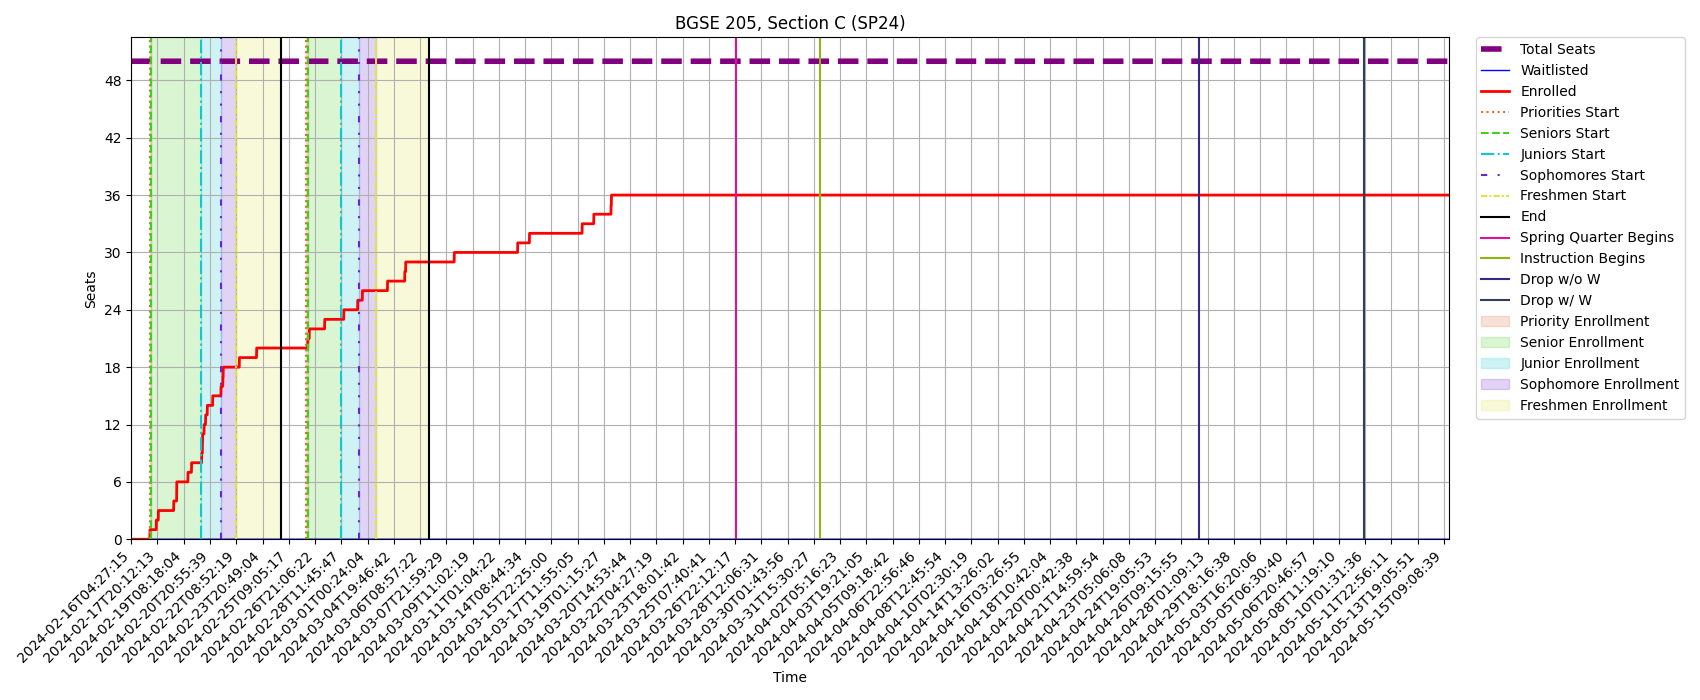 BGSE 205, Section C (SP24)
Seats
48
42
36
30
24
18
12
6
0
2024-02-16T04:27:15
2024-02-17T20:12:13
2024-02-19T08:18:04
2024-02-20T20:55:39
2024-02-22T08:52:19
2024-02-23T20:49:04
2024-02-25T09:05:17
2024-02-26T21:06:22
2024-02-28T11:45:47
2024-03-01T00:24:04
2024-03-04T19:46:42
2024-03-06T08:57:22
2024-03-07T21:59:29
2024-03-11T01:02:19
2024-03-13T01:04:22
2024-03-14T08:44:34
2024-03-15T22:25:00
2024-03-17T11:55:05
2024-03-19T01:15:27
2024-03-20T14:53:44
2024-03-22T04:27:19
2024-03-23T18:01:42
2024-03-25T07:40:41
2024-03-26T22:12:17
2024-03-28T12:06:31
2024-03-30T01:43:56
2024-03-31T15:30:27
2024-04-02T05:16:23
2024-04-03T19:21:05
2024-04-05T09:18:42
2024-04-06T22:56:46
2024-04-08T12:45:54
2024-04-10T02:30:19
2024-04-14T13:26:02
2024-04-16T03:26:55
2024-04-18T10:42:04
2024-04-20T00:42:38
2024-04-21T14:59:54
2024-04-23T05:06:08
2024-04-24T19:05:53
2024-04-26T09:15:55
2024-04-28T01:09:13
2024-04-29T18:16:38
2024-05-03T16:20:06
2024-05-05T06:30:40
2024-05-06T20:46:57
2024-05-08T11:19:10
2024-05-10T01:31:36
2024-05-11T22:56:11
2024-05-13T19:05:51
2024-05-15T09:08:39
Time
Total Seats
Waitlisted
Enrolled
Priorities Start
Seniors Start
Juniors Start
Sophomores Start
Freshmen Start
End
Spring Quarter Begins
Instruction Begins
Drop w/o W
Drop w/ W
Priority Enrollment
Senior Enrollment
Junior Enrollment
Sophomore Enrollment
Freshmen Enrollment